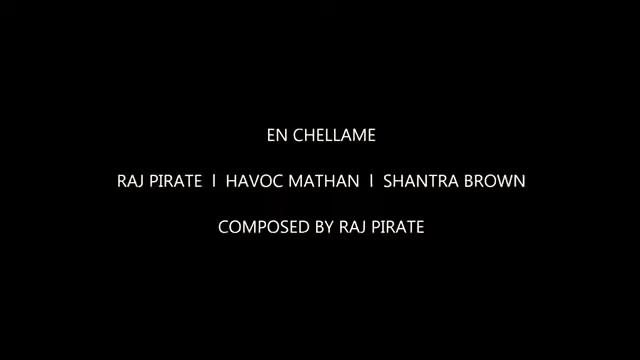 EN CHELLAME
RAJ PIRATE l HAVOC MATHAN l SHANTRA BROWN
COMPOSED BY RAJ PIRATE